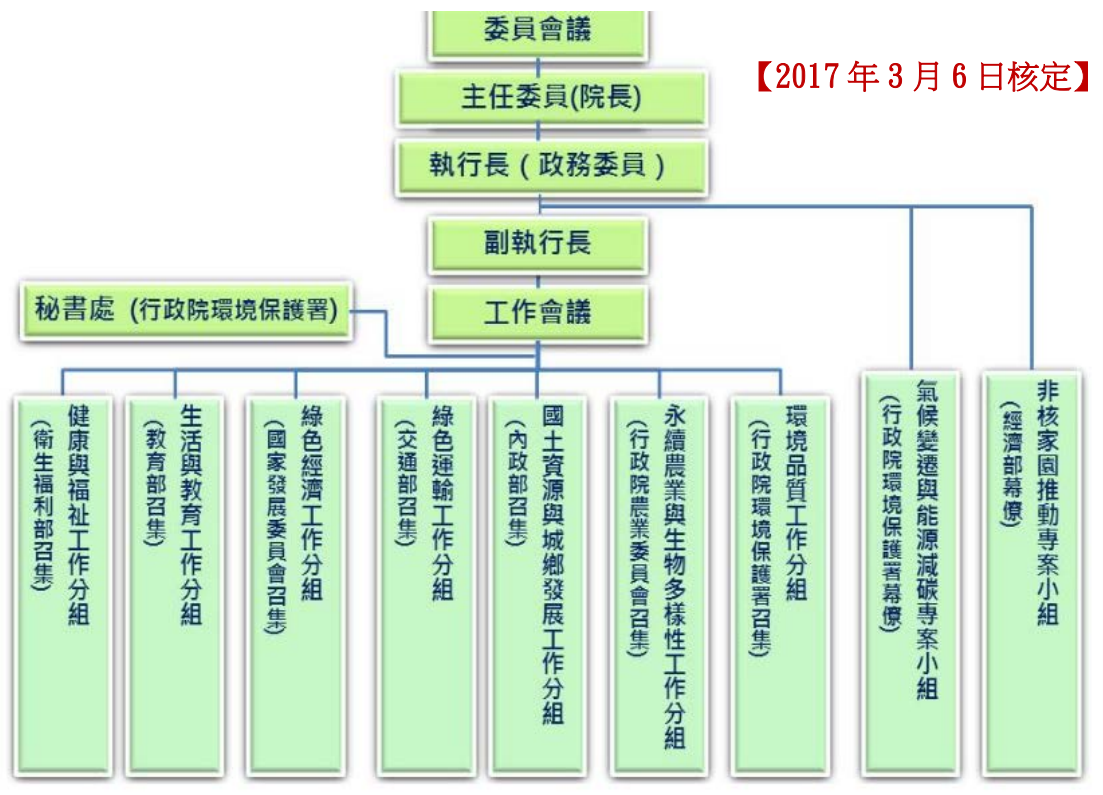 委員會議
【2017年3月6日核定】
主任委員(院長)
執行長(政務委員)
副執行長
秘書處 (行政院環境保護署)
工作會議
健康與福祉工作分組
(衛生福利部召集)
生活與教育工作分組
(教育部召集)
綠色經濟工作分組
(國家發展委員會召集)
綠色運輸工作分組
(交通部召集)
國土資源與城鄉發展工作分組
(內政部召集)
永續農業與生物多樣性工作分組
(行政院農業委員會召集)
環境品質工作分組
(行政院環境保護署召集)
氣候變遷與能源減碳專案小組
(行政院環境保護署幕僚)
非核家園推動專案小組
(經濟部幕僚)